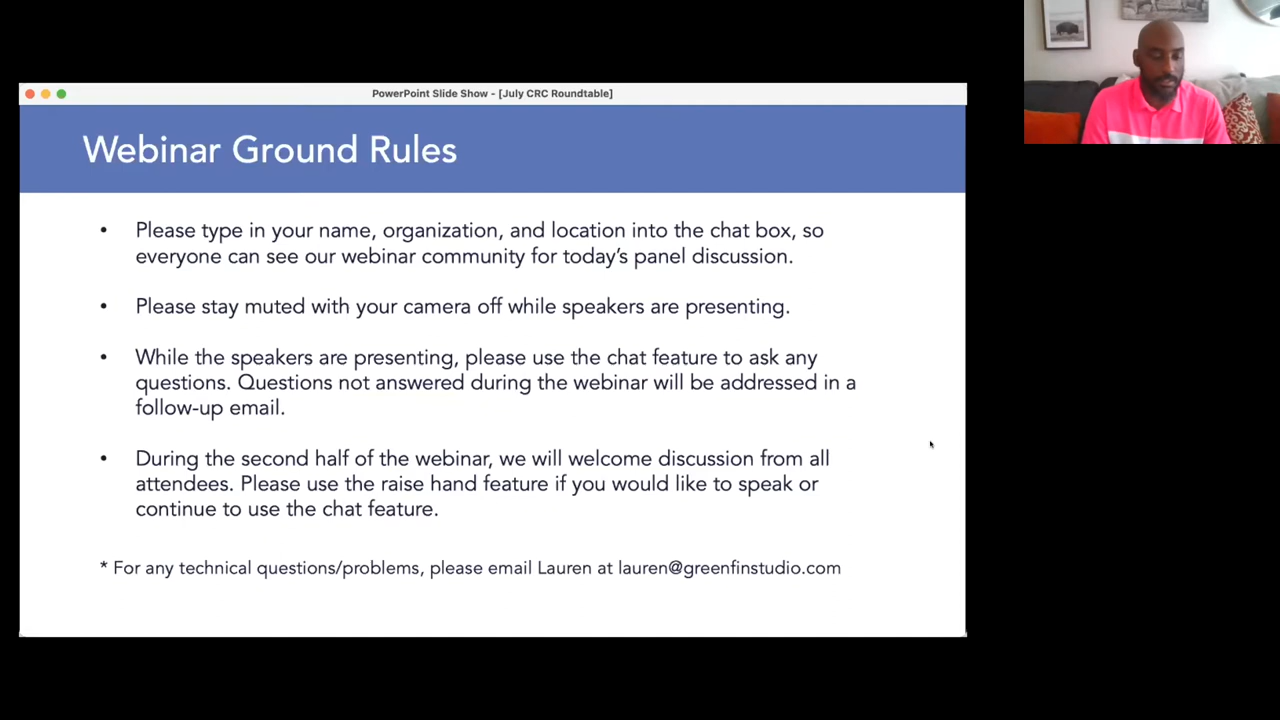 PowerPoint Slide Show - [July CRC Roundtable]
Webinar Ground Rules
• Please type in your name, organization, and location into the chat box, so
everyone can see our webinar community for today's panel discussion.
• Please stay muted with your camera off while speakers are presenting.
• While the speakers are presenting, please use the chat feature to ask any
questions. Questions not answered during the webinar will be addressed in a
follow-up email.
• During the second half of the webinar, we will welcome discussion from all
attendees. Please use the raise hand feature if you would like to speak or
continue to use the chat feature.
* For any technical questions/problems, please email Lauren at lauren@greenfinstudio.com